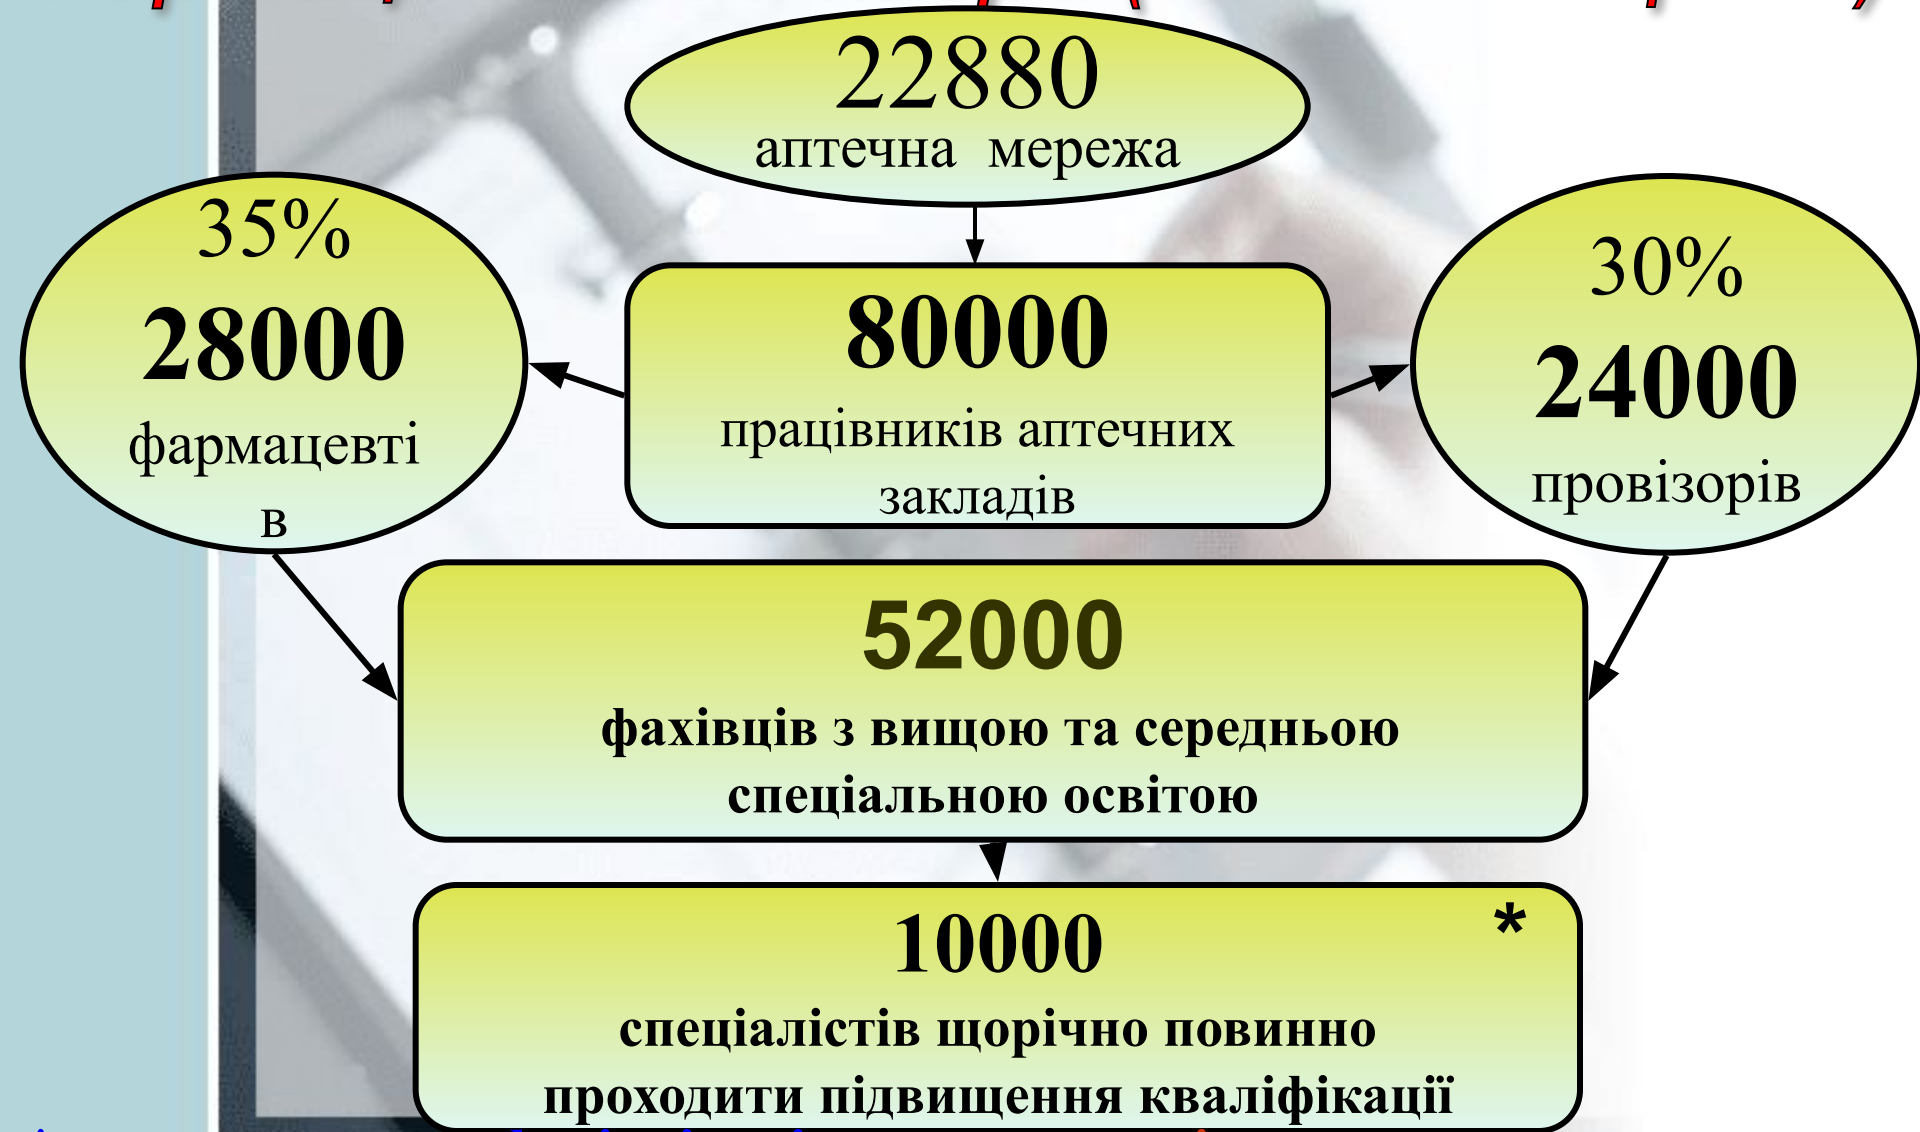 22880
аптечна мережа
35%
28000
фармацевті
в
80000
працівників аптечних
закладів
30%
24000
провізорів
52000
фахівців з вищою та середньою
спеціальною освітою
10000
*
спеціалістів щорічно повинно
проходити підвищення кваліфікації